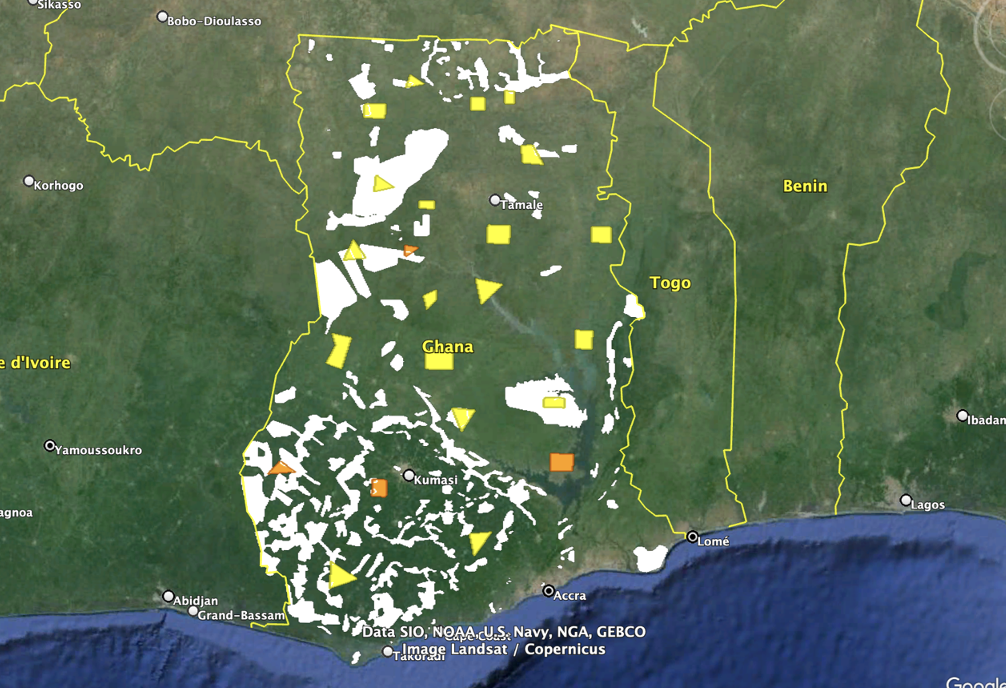 Sikasso
Bobo-Dioulasso
Korhogo
Benin
Tamale
Togo
Ghana
e d'Ivoire
Ibadan
Yamoussoukro
Kumasi
agnoa
Lagos
Lomé
Abidjan
Accra
Grand-Bassam
Data SIO, NOAA, U.S. Navy, NGA, GEBCO
Cape Coast
Image Landsat / Copernicus
Takoradi
Google